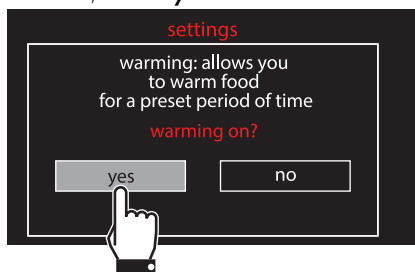 settings
warming: allows you
to warm food
for a preset period of time
warming on?
yes
no